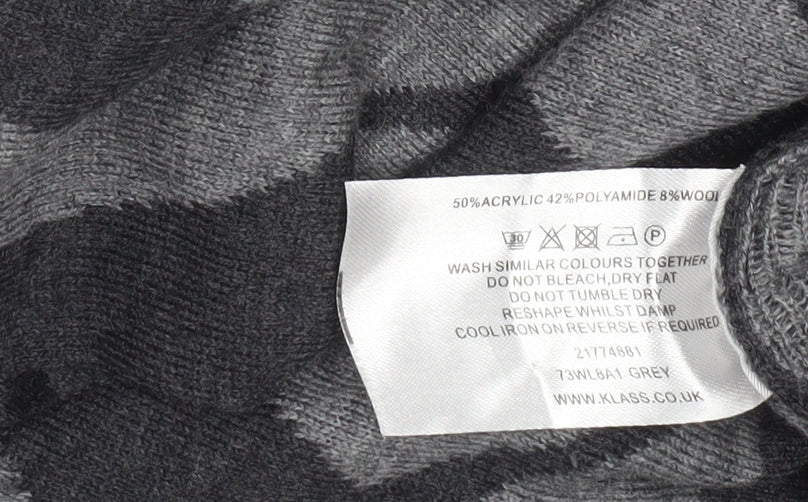 50%ACRYLIC 42%POLYAMIDE 8%WOOL
30 P
WASH SIMILAR COLOURS TOGETHER
DO NOT BLEACH,DRY FLAT
DO NOT TUMBLE DRY
RESHAPE WHILST DAMP
COOL IRON ON REVERSE IF REQUIRED
21774881
73WL8A1 GREY
WWW.KLASS.CO.UK